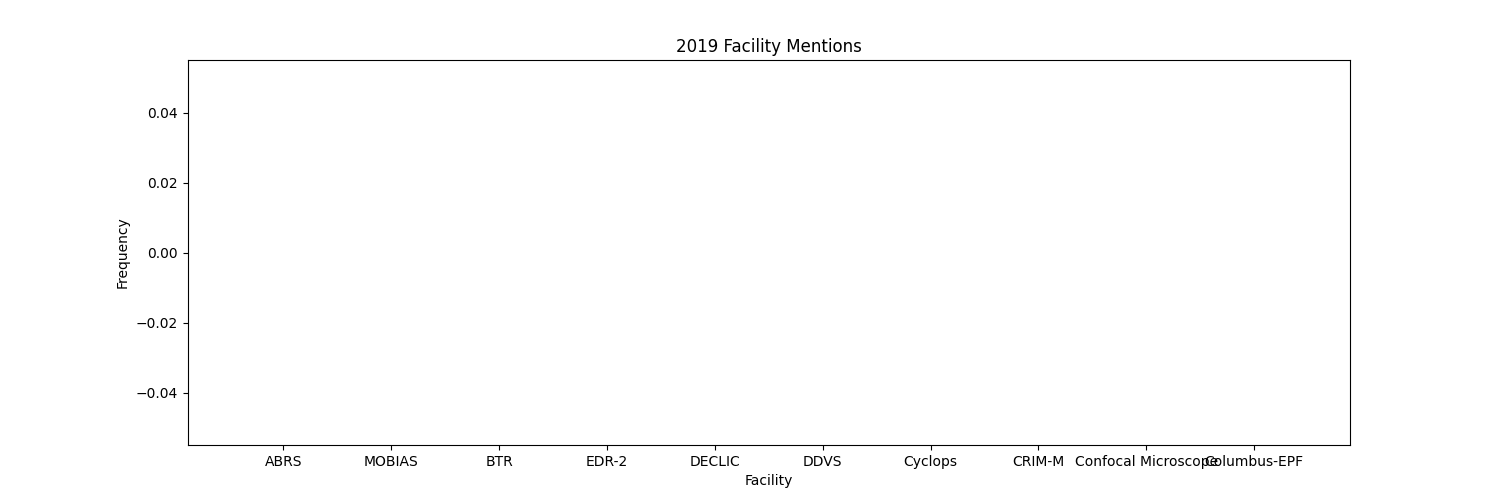 2019 Facility Mentions
0.04
0.02
0.00
−0.02
−0.04
Frequency
ABRS MOBIAS BTR EDR-2 DECLIC DDVS Cyclops CRIM-M Confocal Microscope Columbus-EPF
Facility